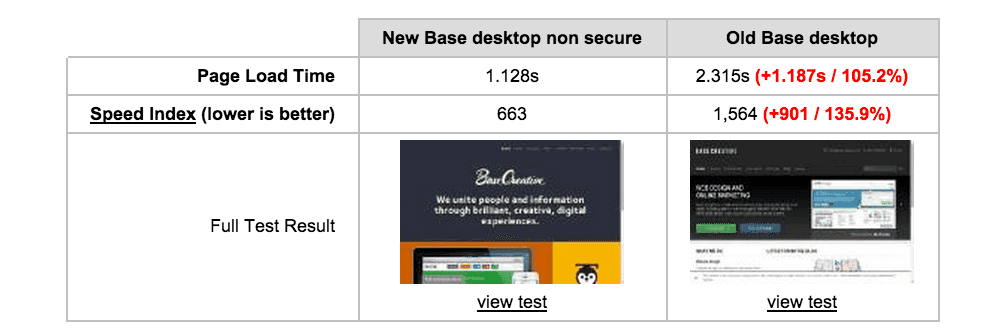 New Base desktop non secure
Old Base desktop
Page Load Time
1.128s
2.315s (+1.187s / 105.2%)
Speed Index (lower is better)
663
1,564 (+901 / 135.9%)
Full Test Result
Base Creative
We unite people and information
through brilliant, creative, digital
experiences.
BASE CREATIVE
WEB DESIGN AND
ONLINE MARKETING
view test
view test